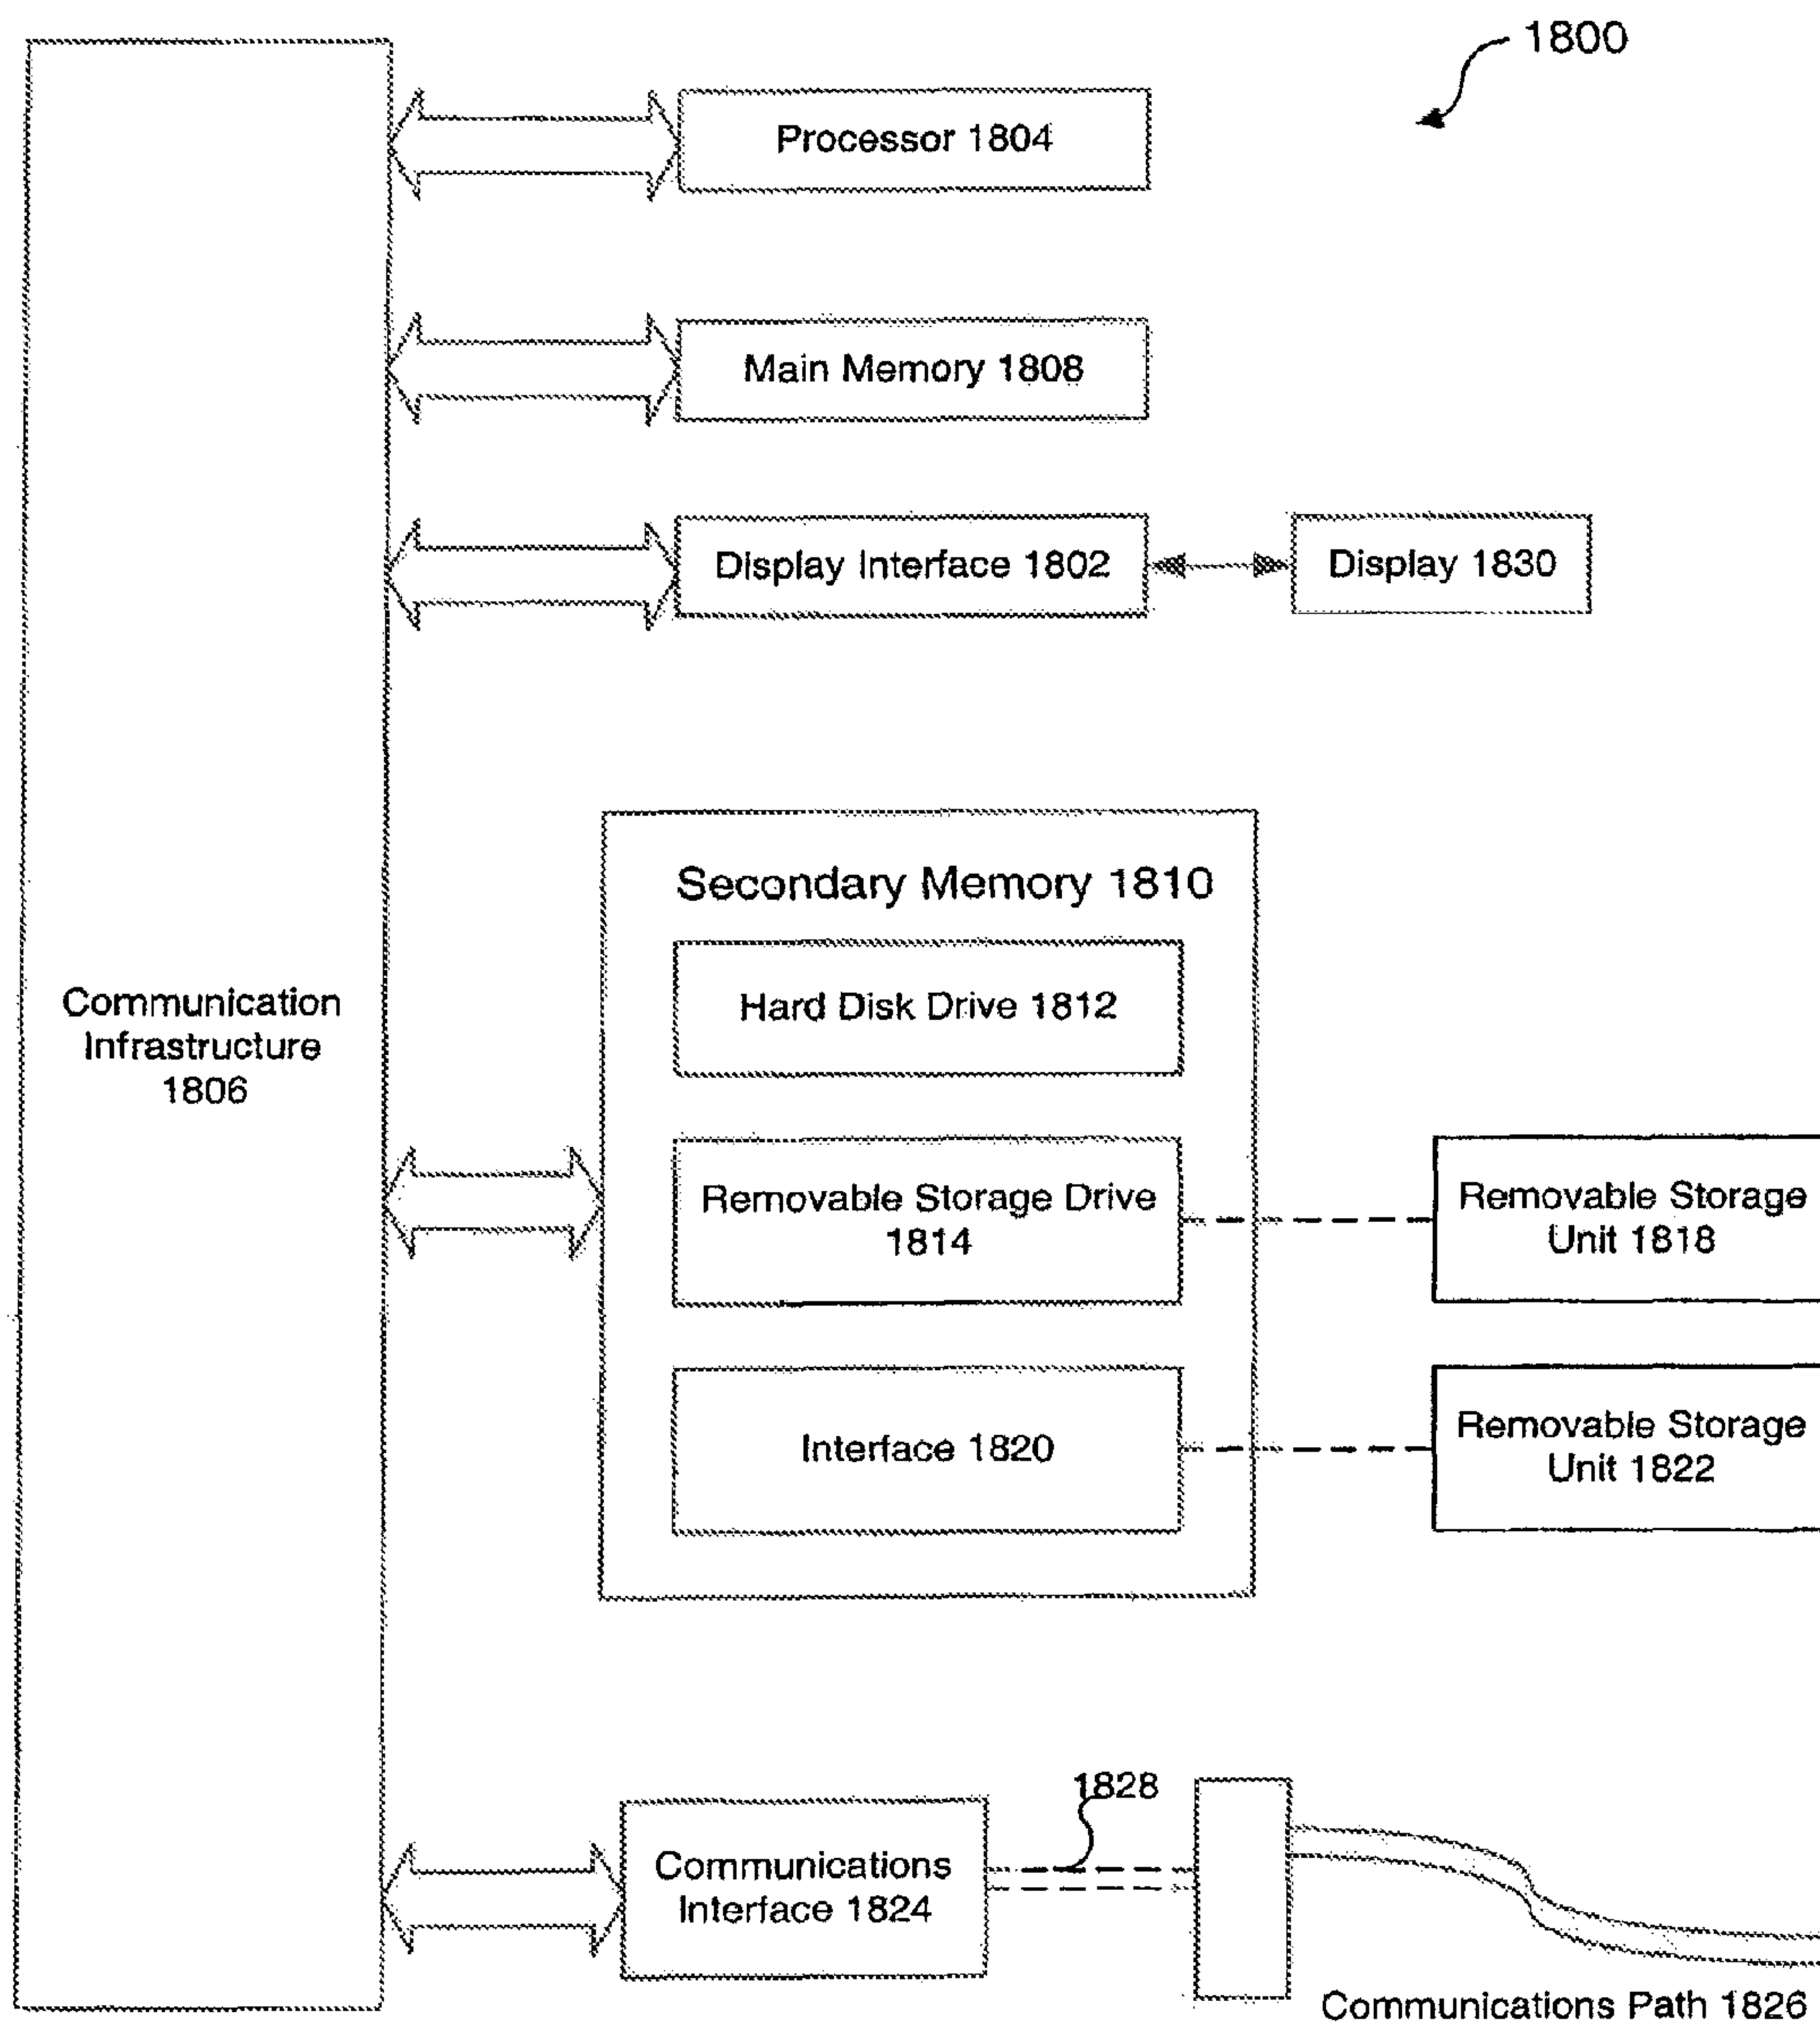 1800
Processor 1804
Main Memory 1808
Display Interface 1802
Display 1830
Secondary Memory 1810
Hard Disk Drive 1812
Communication
Infrastructure
1806
Removable Storage Drive
1814
Removable Storage
Unit 1818
Interface 1820
Removable Storage
Unit 1822
1828
Communications
Interface 1824
Communications Path 1826